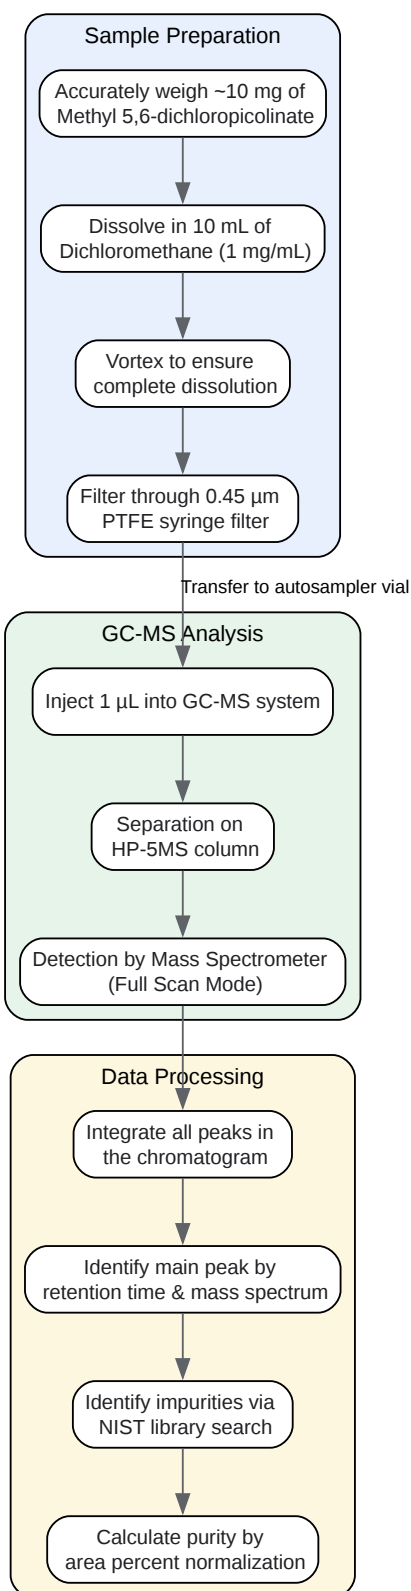 Sample Preparation
Accurately weigh ~10 mg of
Methyl 5,6-dichloropicolinate
Dissolve in 10 mL of
Dichloromethane (1 mg/mL)
Vortex to ensure
complete dissolution
Filter through 0.45 µm
PTFE syringe filter
Transfer to autosampler vial
GC-MS Analysis
Inject 1 µL into GC-MS system
Separation on
HP-5MS column
Detection by Mass Spectrometer
(Full Scan Mode)
Data Processing
Integrate all peaks in
the chromatogram
Identify main peak by
retention time & mass spectrum
Identify impurities via
NIST library search
Calculate purity by
area percent normalization